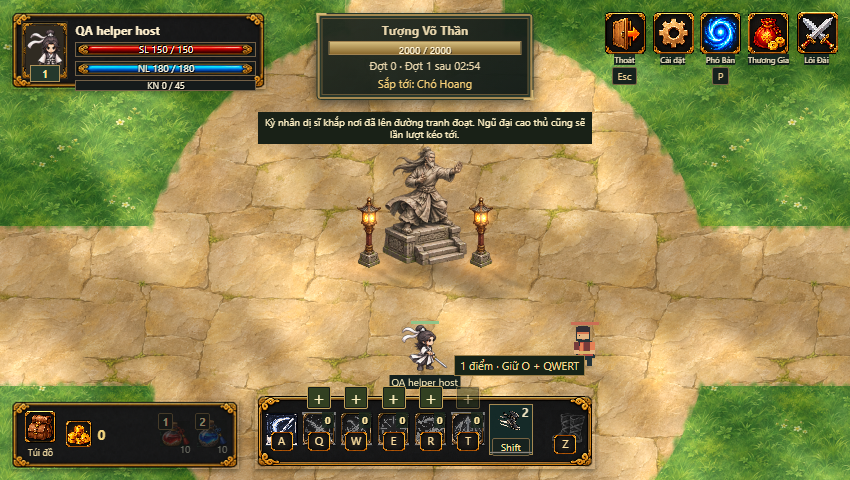 QA helper host
SL 150 / 150
NL 180 / 180
1
KN 0 / 45
Tượng Võ Thần
2000 / 2000
Đợt 0 · Đợt 1 sau 02:54
Sắp tới: Chó Hoang
Thoát
Cài đặt
Phó Bản
Thương Gia
Lôi Đài
Esc
P
Kỳ nhân dị sĩ khắp nơi đã lên đường tranh đoạt. Ngũ đại cao thủ cũng sẽ
lần lượt kéo tới.
1 điểm · Giữ O + QWERT
QA helper host
+ + + + +
0 0 0 0 0
2
A Q W E R T Shift Z
Túi đồ
0
1 2
10 10